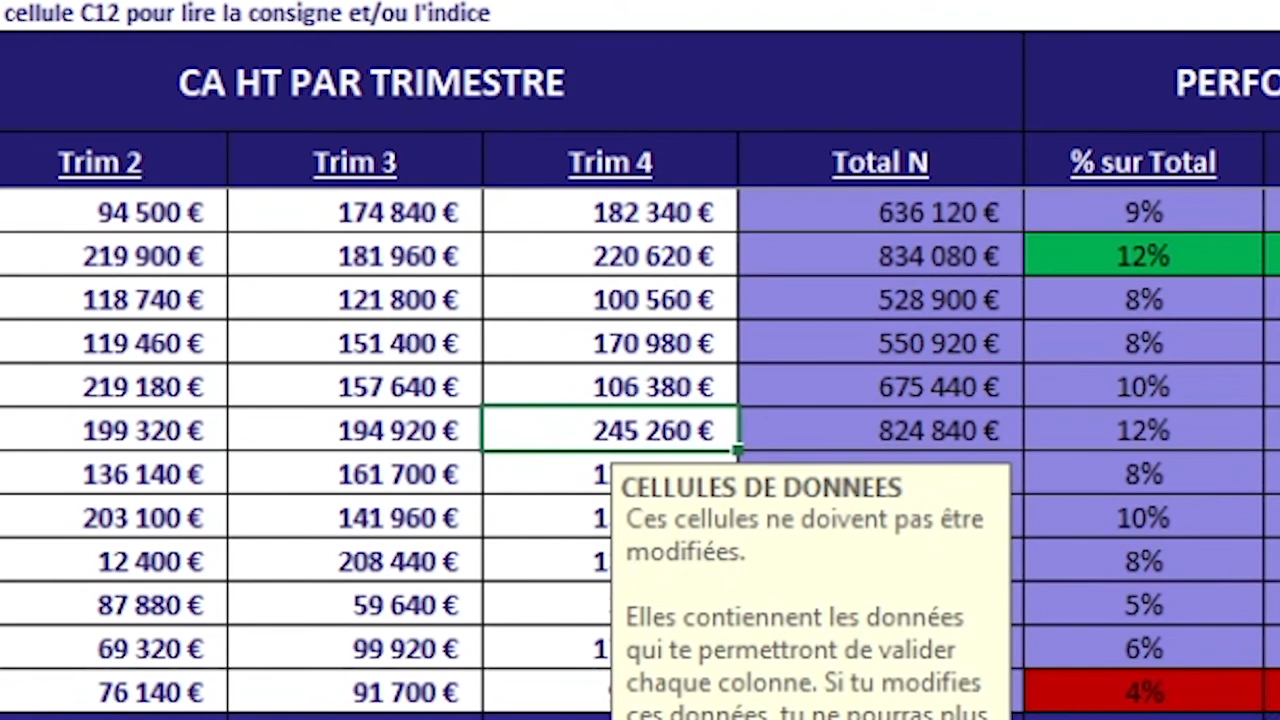 cellule C12 pour lire la consigne et/ou l'indice
CA HT PAR TRIMESTRE
Trim 2 Trim 3 Trim 4 Total N % sur Total
94 500 € 174 840 € 182 340 € 636 120 € 9%
219 900 € 181 960 € 220 620 € 834 080 € 12%
118 740 € 121 800 € 100 560 € 528 900 € 8%
119 460 € 151 400 € 170 980 € 550 920 € 8%
219 180 € 157 640 € 106 380 € 675 440 € 10%
199 320 € 194 920 € 245 260 € 824 840 € 12%
136 140 € 161 700 € 8%
203 100 € 141 960 € 10%
12 400 € 208 440 € 8%
87 880 € 59 640 € 5%
69 320 € 99 920 € 6%
76 140 € 91 700 € 4%
CELLULES DE DONNEES
Ces cellules ne doivent pas être
modifiées.
Elles contiennent les données
qui te permettront de valider
chaque colonne. Si tu modifies
ces données, tu ne pourras plus